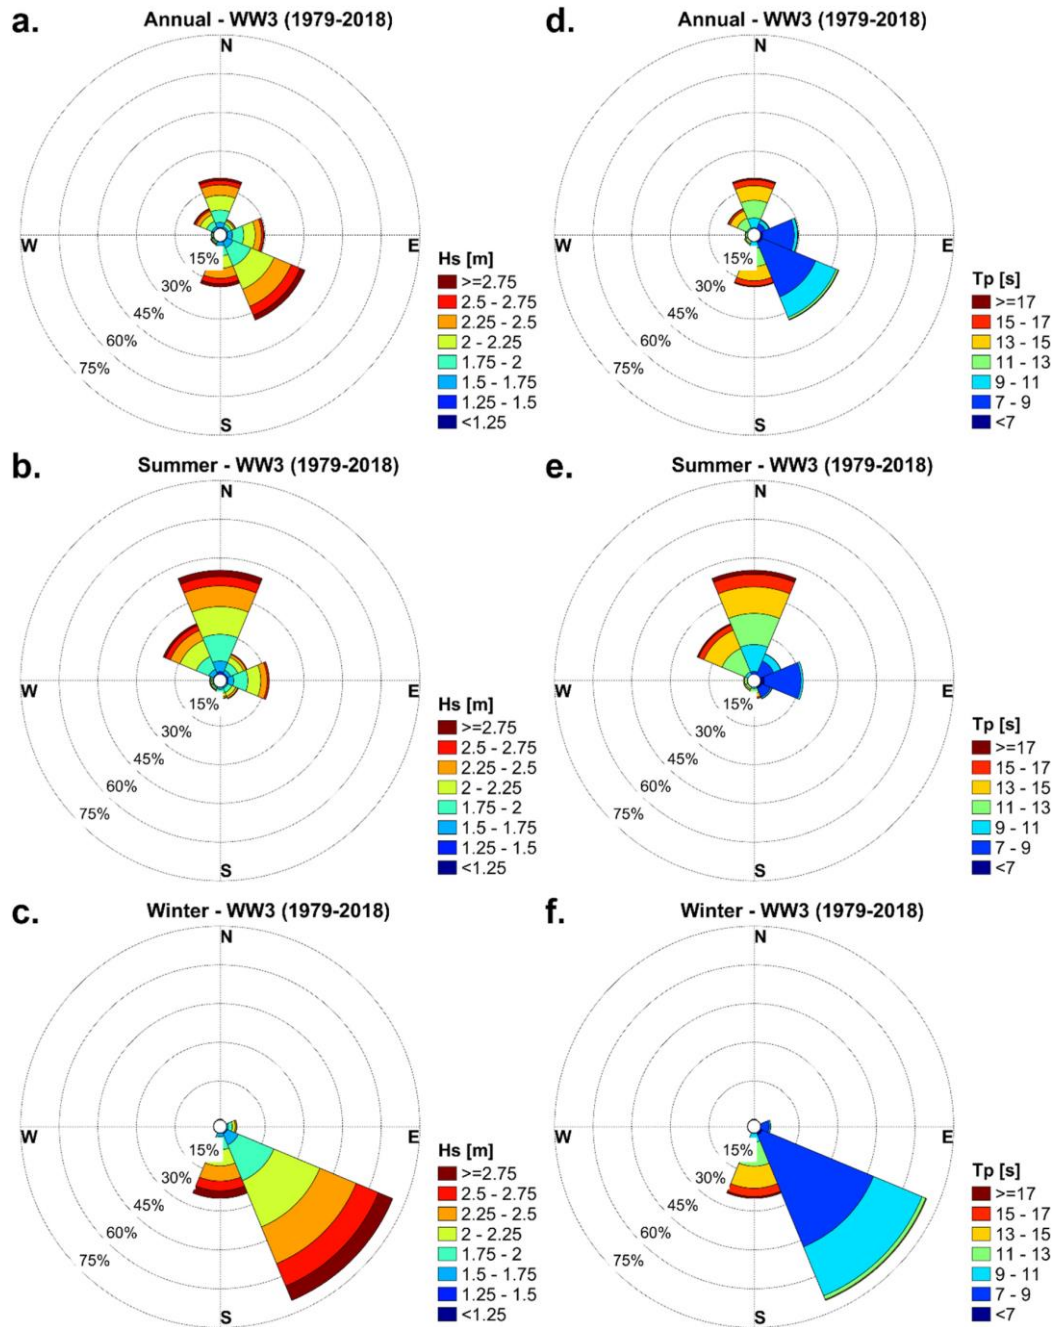 a.
Annual - WW3 (1979-2018)
N
W
E
S
15%
30%
45%
60%
75%
Hs [m]
>=2.75
2.5 - 2.75
2.25 - 2.5
2 - 2.25
1.75 - 2
1.5 - 1.75
1.25 - 1.5
<1.25
d.
Annual - WW3 (1979-2018)
N
W
E
S
15%
30%
45%
60%
75%
Tp [s]
>=17
15 - 17
13 - 15
11 - 13
9 - 11
7 - 9
<7
b.
Summer - WW3 (1979-2018)
N
W
E
S
15%
30%
45%
60%
75%
Hs [m]
>=2.75
2.5 - 2.75
2.25 - 2.5
2 - 2.25
1.75 - 2
1.5 - 1.75
1.25 - 1.5
<1.25
e.
Summer - WW3 (1979-2018)
N
W
E
S
15%
30%
45%
60%
75%
Tp [s]
>=17
15 - 17
13 - 15
11 - 13
9 - 11
7 - 9
<7
c.
Winter - WW3 (1979-2018)
N
W
E
S
15%
30%
45%
60%
75%
Hs [m]
>=2.75
2.5 - 2.75
2.25 - 2.5
2 - 2.25
1.75 - 2
1.5 - 1.75
1.25 - 1.5
<1.25
f.
Winter - WW3 (1979-2018)
N
W
E
S
15%
30%
45%
60%
75%
Tp [s]
>=17
15 - 17
13 - 15
11 - 13
9 - 11
7 - 9
<7